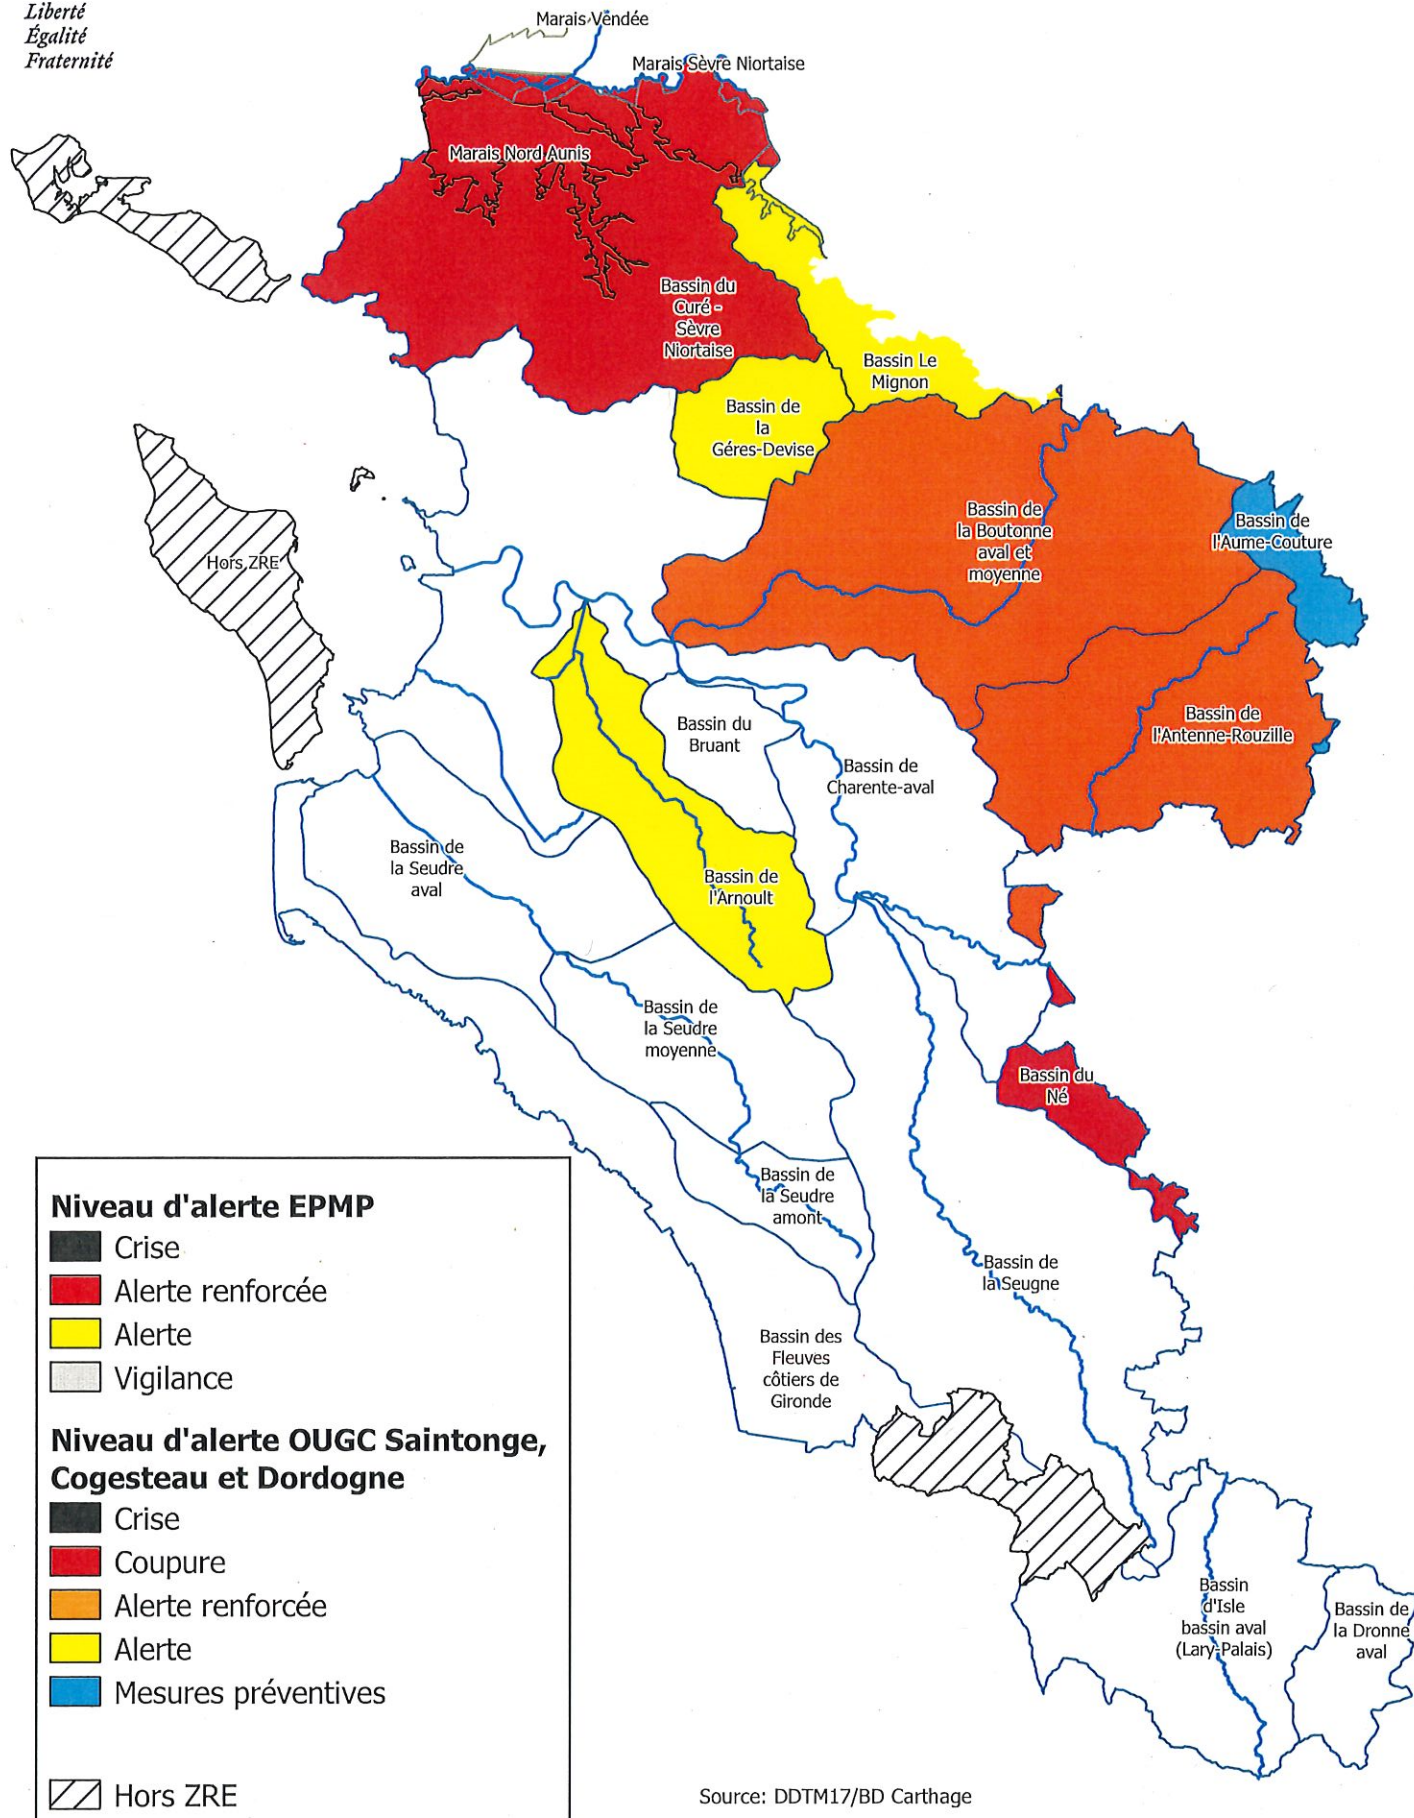 Liberté
Égalité
Fraternité
Marais Vendée
Marais Sèvre Niortaise
Marais Nord Aunis
Bassin du
Curé -
Sèvre
Niortaise
Bassin Le
Mignon
Bassin de
la
Géres-Devise
Bassin de
la Boutonne
aval et
moyenne
Bassin de
l'Aume-Couture
Hors ZRE
Bassin du
Bruant
Bassin de
l'Antenne-Rouzille
Bassin de
Charente-aval
Bassin de
la Seudre
aval
Bassin de
l'Arnoult
Bassin de
la Seudre
moyenne
Bassin du
Né
Bassin de
la Seudre
amont
Bassin de
la Seugne
Bassin des
Fleuves
côtiers de
Gironde
Bassin
d'Isle
bassin aval
(Lary-Palais)
Bassin de
la Dronne
aval
Niveau d'alerte EPMP
Crise
Alerte renforcée
Alerte
Vigilance
Niveau d'alerte OUGC Saintonge,
Cogesteau et Dordogne
Crise
Coupure
Alerte renforcée
Alerte
Mesures préventives
Hors ZRE
Source: DDTM17/BD Carthage